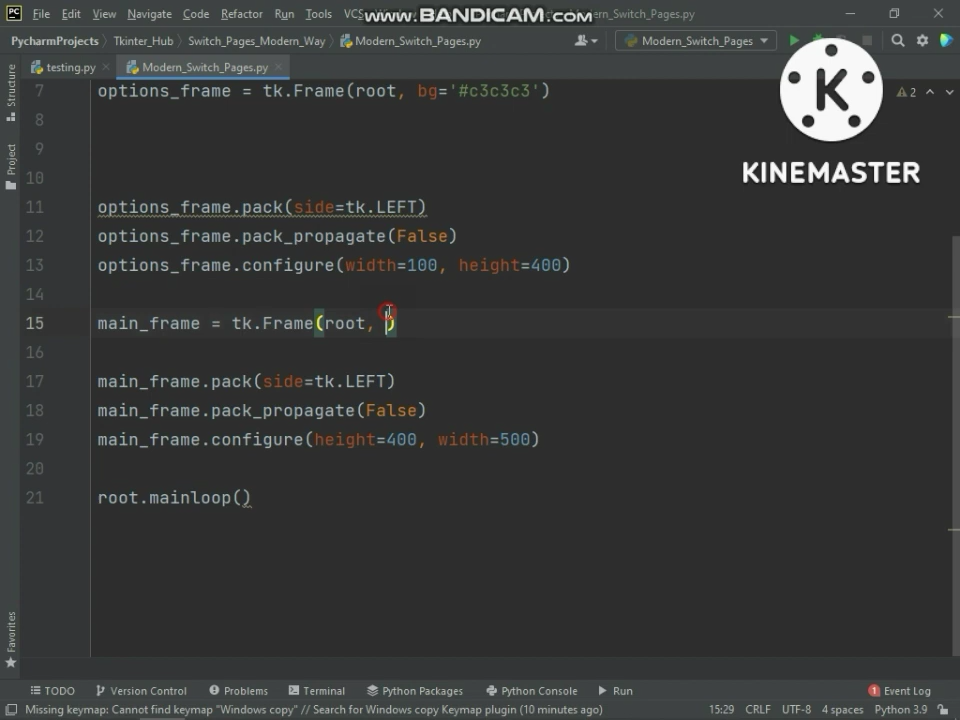 PC File Edit View Navigate Code Refactor Run Tools VCS www.BANDICAM.com dern_Switch_Pages.py
PycharmProjects Tkinter_Hub Switch_Pages_Modern_Way Modern_Switch_Pages.py Modern_Switch_Pages
testing.py Modern_Switch_Pages.py
Structure
Project
Favorites
K
KINEMASTER
2
7 options_frame = tk.Frame(root, bg='#c3c3c3')
8
9
10
11 options_frame.pack(side=tk.LEFT)
12 options_frame.pack_propagate(False)
13 options_frame.configure(width=100, height=400)
14
15 main_frame = tk.Frame(root, )
16
17 main_frame.pack(side=tk.LEFT)
18 main_frame.pack_propagate(False)
19 main_frame.configure(height=400, width=500)
20
21 root.mainloop()
TODO Version Control Problems Terminal Python Packages Python Console Run 1 Event Log
Missing keymap: Cannot find keymap "Windows copy" // Search for Windows copy Keymap plugin (10 minutes ago) 15:29 CRLF UTF-8 4 spaces Python 3.9